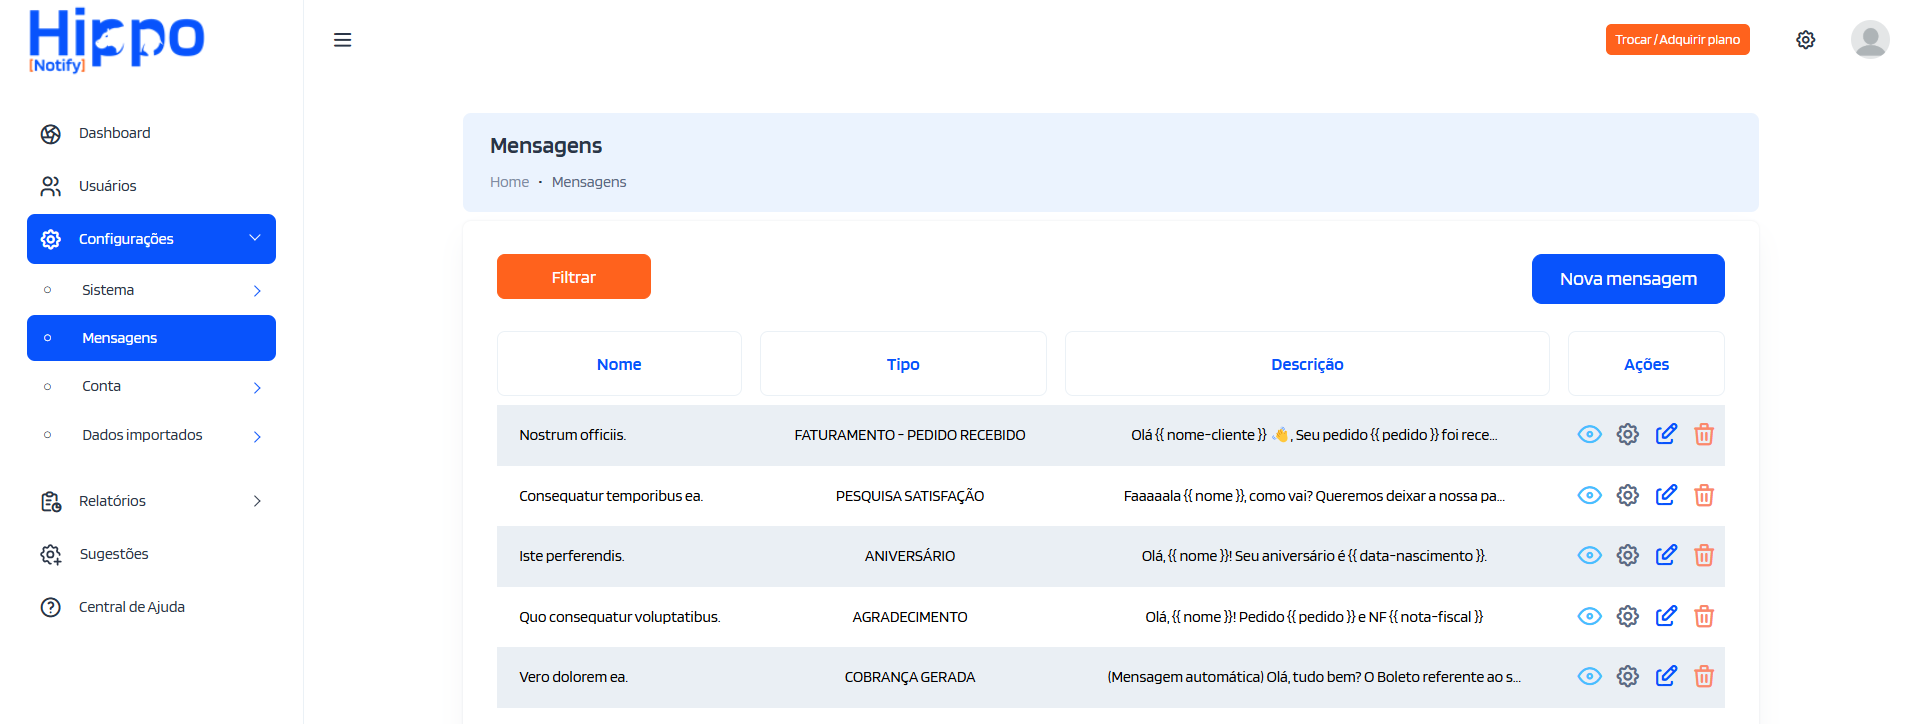 Hippo
[Notify]
Trocar / Adquirir plano
Dashboard
Usuários
Configurações
Sistema
Mensagens
Conta
Dados importados
Relatórios
Sugestões
Central de Ajuda
Mensagens
Home • Mensagens
Filtrar
Nova mensagem
Nome Tipo Descrição Ações
Nostrum officiis. FATURAMENTO - PEDIDO RECEBIDO Olá {{ nome-cliente }} 👋, Seu pedido {{ pedido }} foi rece...
Consequatur temporibus ea. PESQUISA SATISFAÇÃO Faaaaala {{ nome }}, como vai? Queremos deixar a nossa pa...
Iste perferendis. ANIVERSÁRIO Olá, {{ nome }}! Seu aniversário é {{ data-nascimento }}.
Quo consequatur voluptatibus. AGRADECIMENTO Olá, {{ nome }}! Pedido {{ pedido }} e NF {{ nota-fiscal }}
Vero dolorem ea. COBRANÇA GERADA (Mensagem automática) Olá, tudo bem? O Boleto referente ao s...